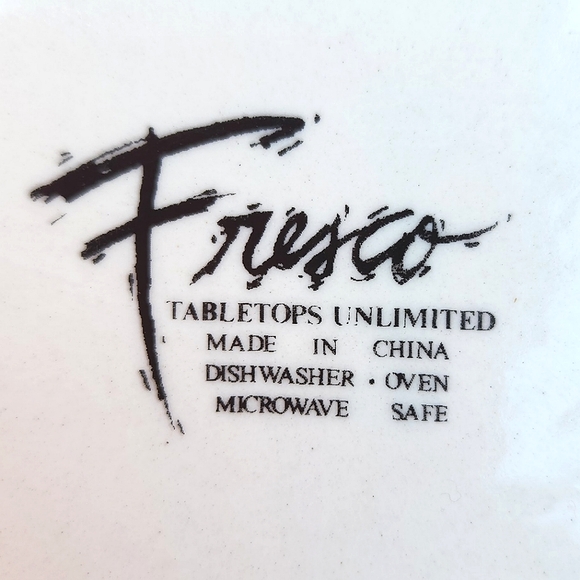 Fresco
TABLETOPS UNLIMITED
MADE IN CHINA
DISHWASHER · OVEN
MICROWAVE SAFE